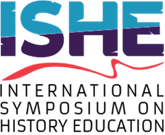 ISHE
INTERNATIONAL
SYMPOSIUM ON
HISTORY EDUCATION